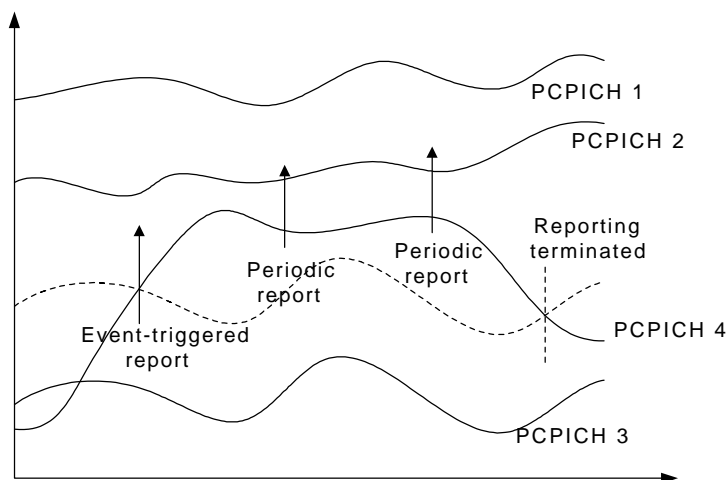 PCPICH 1
PCPICH 2
Reporting
terminated
Periodic
report
Periodic
report
Event-triggered
report
PCPICH 4
PCPICH 3